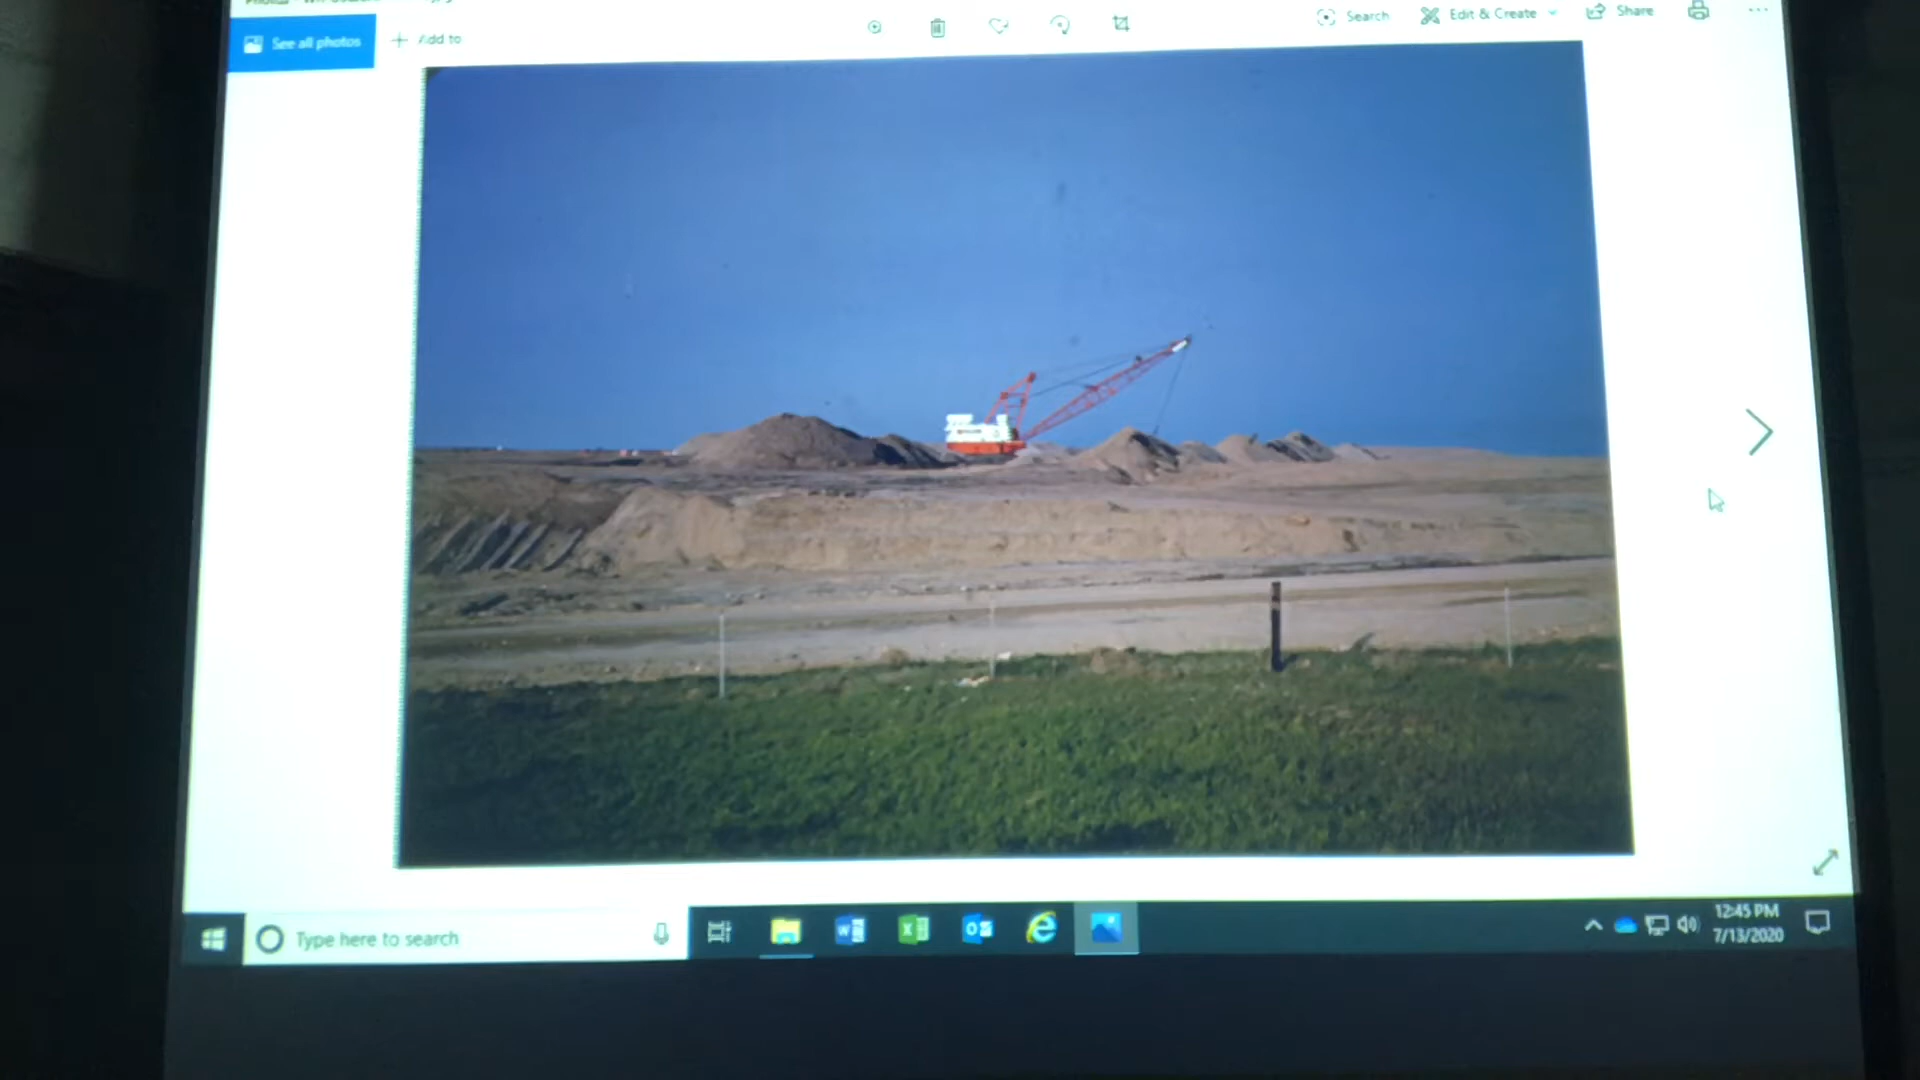 See all photos
Add to
Search
Edit & Create
Share
Type here to search
12:45 PM
7/13/2020